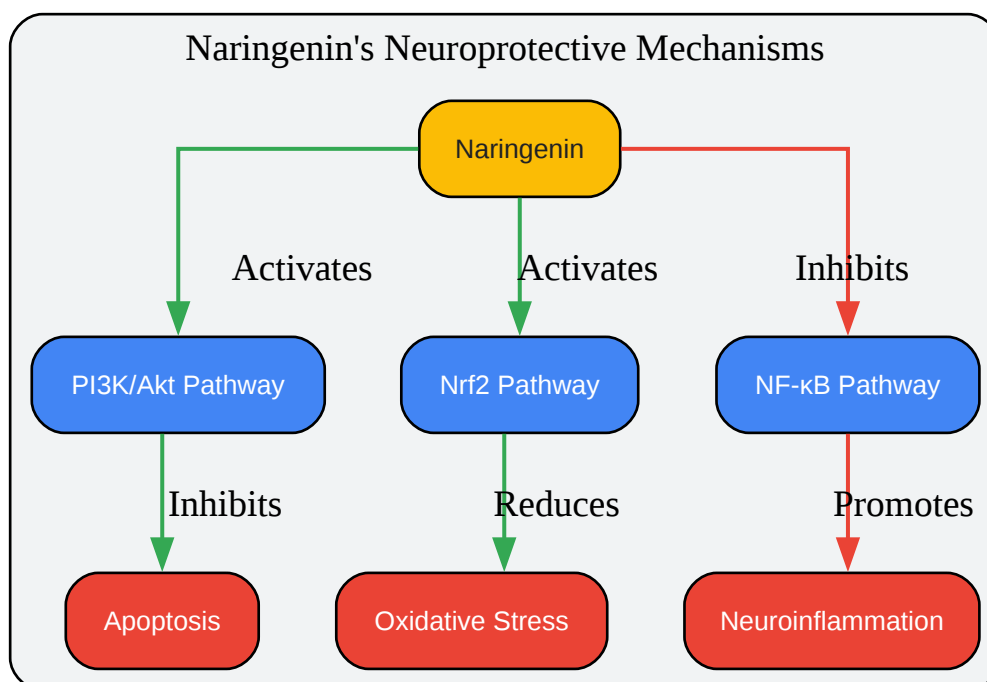 Naringenin's Neuroprotective Mechanisms
Naringenin
Activates
Activates
Inhibits
PI3K/Akt Pathway
Nrf2 Pathway
NF-κB Pathway
Inhibits
Reduces
Promotes
Apoptosis
Oxidative Stress
Neuroinflammation